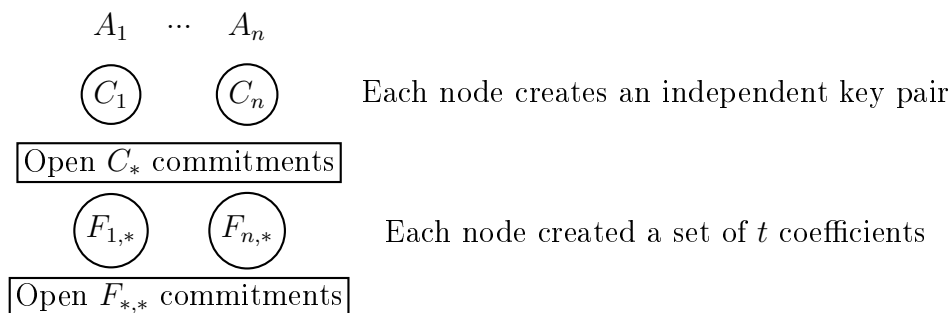 A₁ ··· Aₙ
C₁ Cₙ Each node creates an independent key pair
Open C∗ commitments
F₁,∗ Fₙ,∗ Each node created a set of t coefficients
Open F∗,∗ commitments